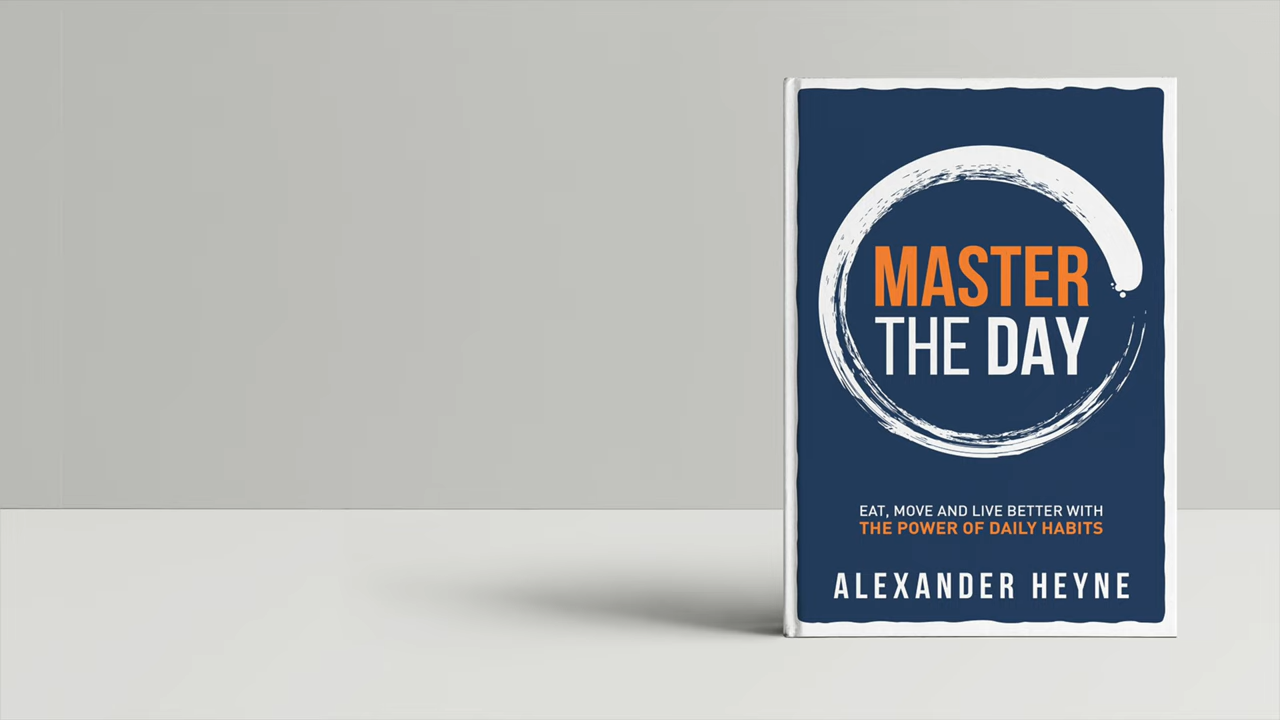 MASTER
THE DAY
EAT, MOVE AND LIVE BETTER WITH
THE POWER OF DAILY HABITS
ALEXANDER HEYNE